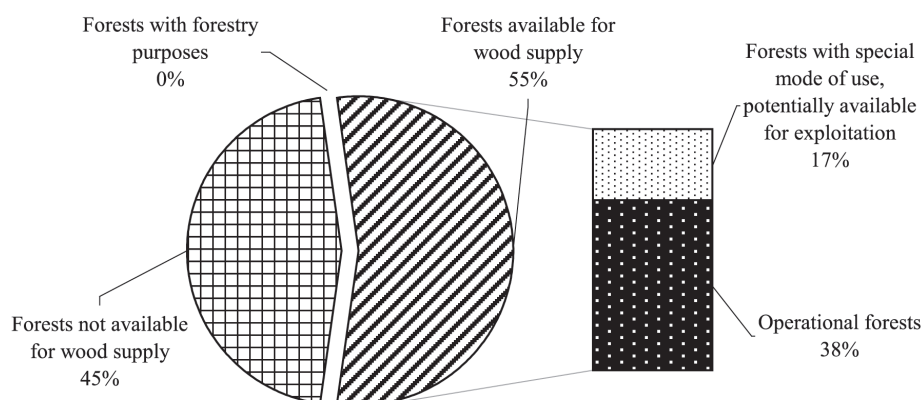 Forests with forestry
purposes
0%
Forests available for
wood supply
55%
Forests with special
mode of use,
potentially available
for exploitation
17%
Forests not available
for wood supply
45%
Operational forests
38%